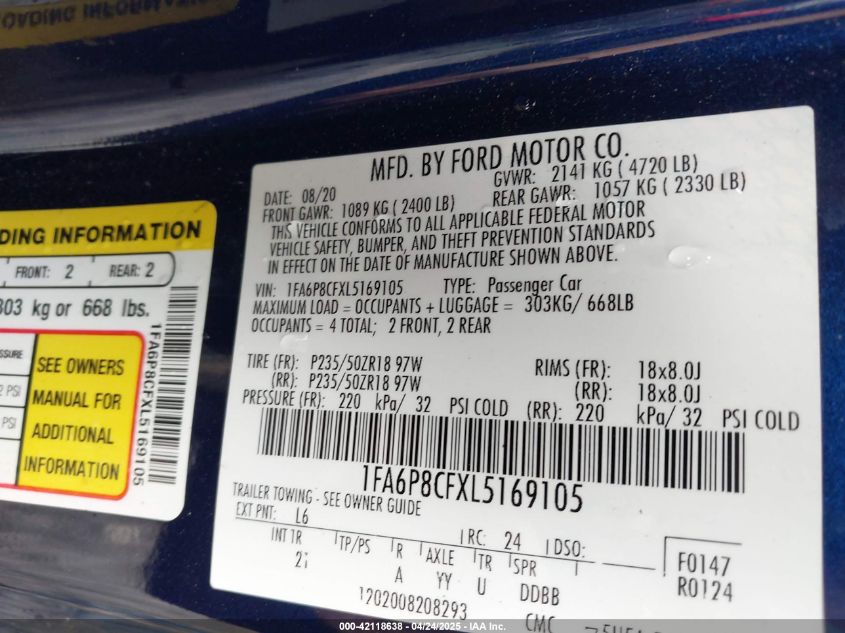 LOADING INFORMATION
DING INFORMATION
FRONT: 2 REAR: 2
303 kg or 668 lbs.
SSURE
PSI
PSI
SEE OWNERS
MANUAL FOR
ADDITIONAL
INFORMATION
1FA6P8CFXL5169105
MFD. BY FORD MOTOR CO.
DATE: 08/20 GVWR: 2141 KG ( 4720 LB)
FRONT GAWR: 1089 KG ( 2400 LB) REAR GAWR: 1057 KG ( 2330 LB)
THIS VEHICLE CONFORMS TO ALL APPLICABLE FEDERAL MOTOR
VEHICLE SAFETY, BUMPER, AND THEFT PREVENTION STANDARDS
IN EFFECT ON THE DATE OF MANUFACTURE SHOWN ABOVE.
VIN: 1FA6P8CFXL5169105 TYPE: Passenger Car
MAXIMUM LOAD = OCCUPANTS + LUGGAGE = 303KG/ 668LB
OCCUPANTS = 4 TOTAL; 2 FRONT, 2 REAR
TIRE (FR): P235/50ZR18 97W RIMS (FR): 18x8.0J
(RR): P235/50ZR18 97W (RR): 18x8.0J
PRESSURE (FR): 220 kPa/ 32 PSI COLD (RR): 220 kPa/ 32 PSI COLD
1FA6P8CFXL5169105
TRAILER TOWING - SEE OWNER GUIDE
EXT PNT: L6 RC: 24 DSO:
INT TR TP/PS R AXLE TR SPR F0147
A YY U DDBB R0124
1202008208293
CMC
000-42118638 - 04/24/2025 - IAA Inc.